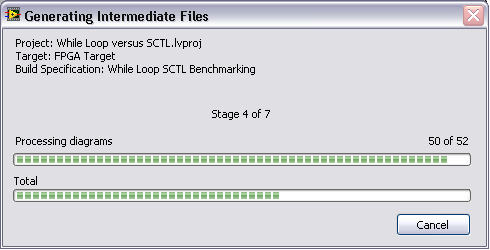 Generating Intermediate Files
Project: While Loop versus SCTL.lvproj
Target: FPGA Target
Build Specification: While Loop SCTL Benchmarking
Stage 4 of 7
Processing diagrams 50 of 52
Total
Cancel